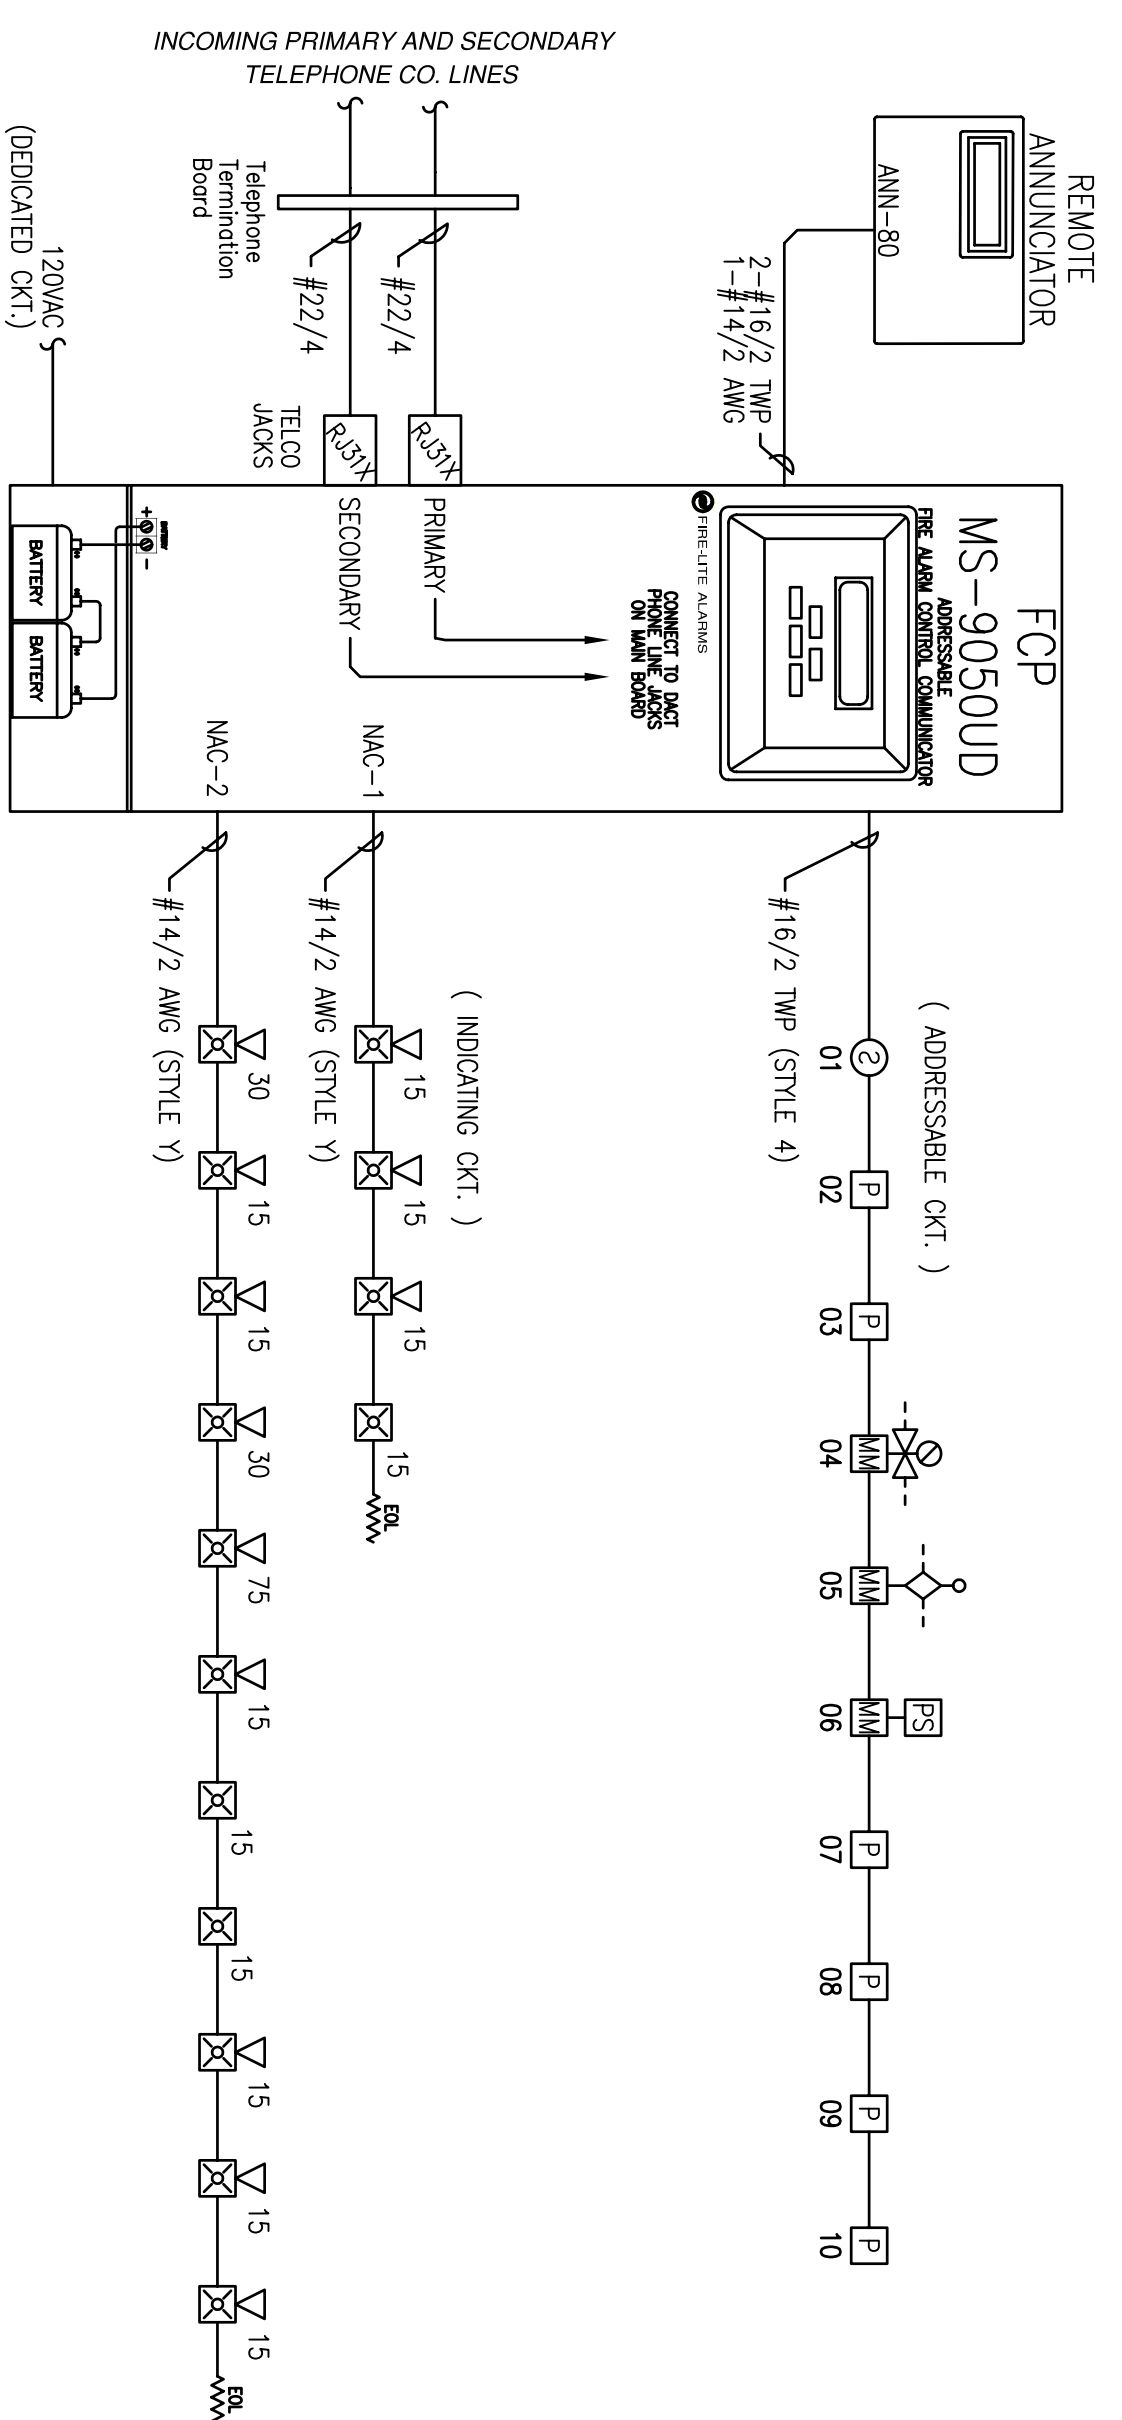 INCOMING PRIMARY AND SECONDARY
TELEPHONE CO. LINES
REMOTE
ANNUNCIATOR
ANN-80
2-#16/2 TWP
1-#14/2 AWG
Telephone
Termination
Board
#22/4
#22/4
TELCO
JACKS
RJ31X
RJ31X
120VAC
(DEDICATED CKT.)
FCP
MS-9050UD
ADDRESSABLE
FIRE ALARM CONTROL COMMUNICATOR
FIRE-LITE ALARMS
CONNECT TO DACT
PHONE LINE JACKS
ON MAIN BOARD
PRIMARY
SECONDARY
NAC-1
NAC-2
BATTERY
+ -
BATTERY
BATTERY
( ADDRESSABLE CKT. )
#16/2 TWP (STYLE 4)
S
P
P
MM
MM
MM
PS
P
P
P
P
01
02
03
04
05
06
07
08
09
10
( INDICATING CKT. )
#14/2 AWG (STYLE Y)
15
15
15
15
EOL
#14/2 AWG (STYLE Y)
30
15
15
30
75
15
15
15
15
15
15
EOL